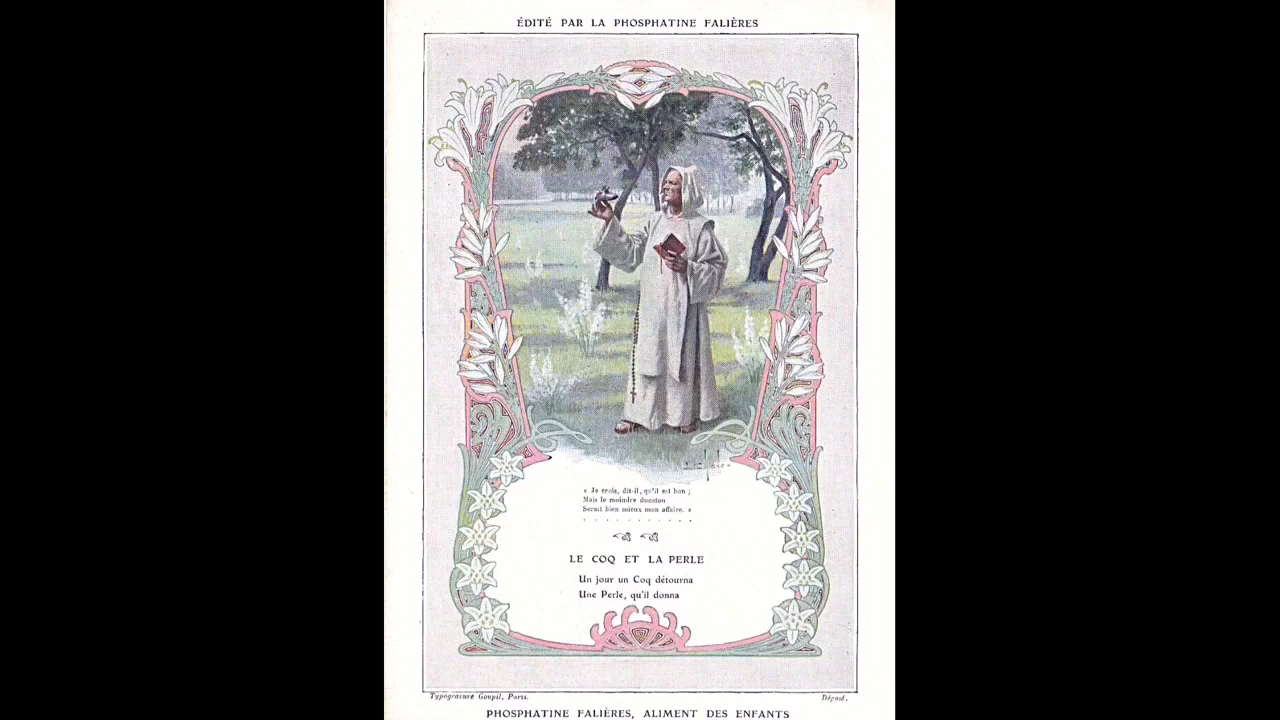 ÉDITÉ PAR LA PHOSPHATINE FALIÈRES
« Je crois, dit-il, qu'il est bon ;
Mais le moindre ducaton
Serait bien mieux mon affaire. »
. . . . . . . . . . .
LE COQ ET LA PERLE
Un jour un Coq détourna
Une Perle, qu'il donna
Typogravure Goupil, Paris.
Déposé.
PHOSPHATINE FALIÈRES, ALIMENT DES ENFANTS